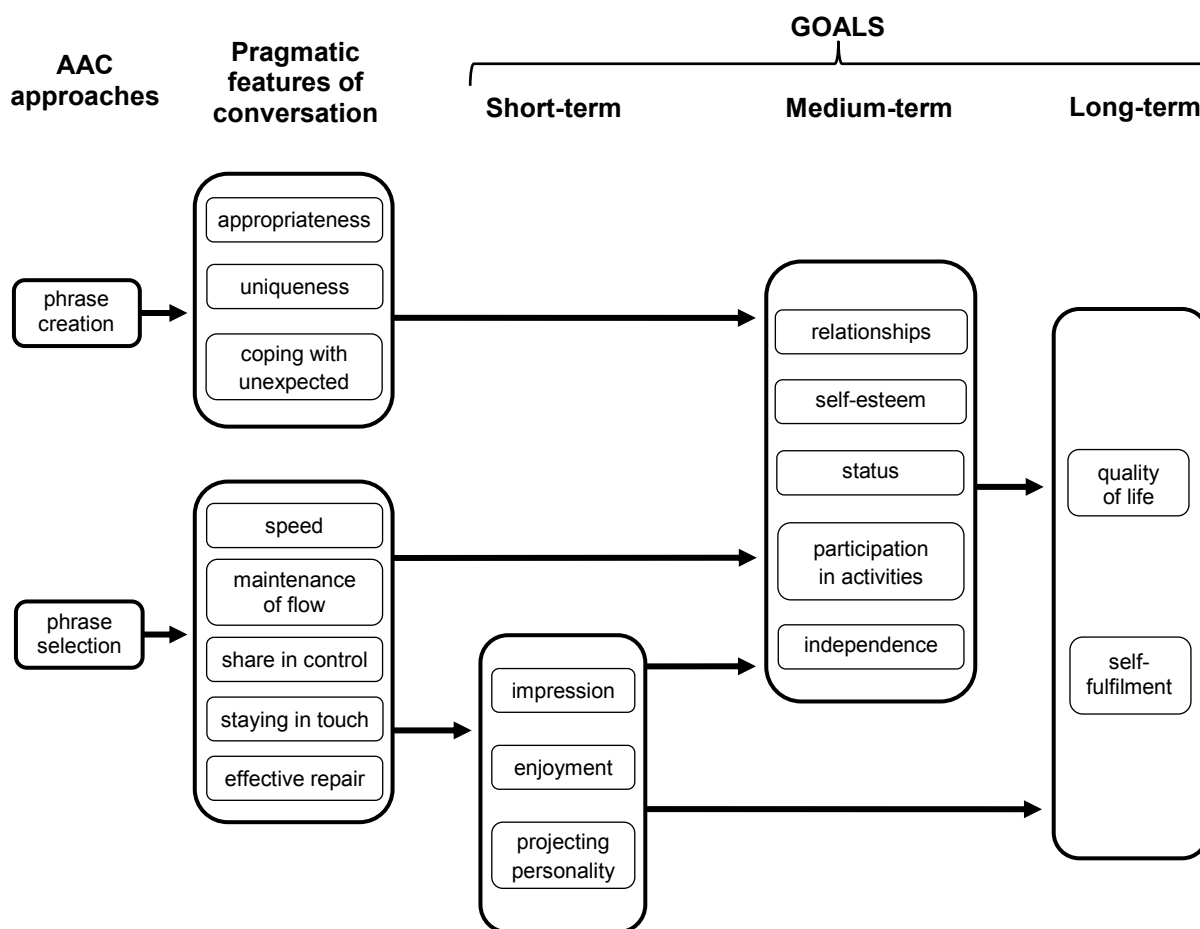 GOALS
AAC
approaches
Pragmatic
features of
conversation
Short-term
Medium-term
Long-term
phrase
creation
appropriateness
uniqueness
coping with
unexpected
phrase
selection
speed
maintenance
of flow
share in control
staying in touch
effective repair
impression
enjoyment
projecting
personality
relationships
self-esteem
status
participation
in activities
independence
quality
of life
self-
fulfilment